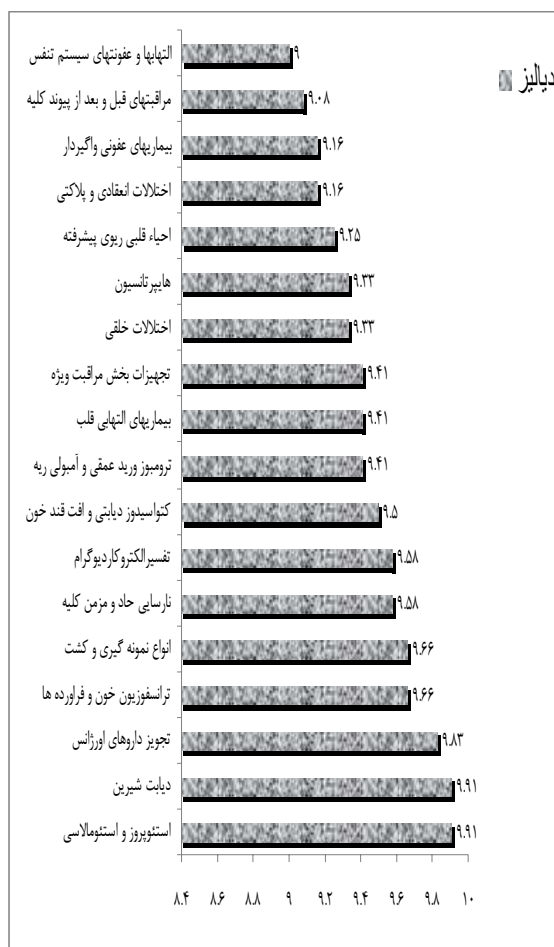 دیالیز
التهابها و عفونتهای سیستم تنفس ۹
مراقبتهای قبل و بعد از پیوند کلیه ۹.۰۸
بیماریهای عفونی واگیردار ۹.۱۶
اختلالات انعقادی و پلاکتی ۹.۱۶
احیاء قلبی ریوی پیشرفته ۹.۲۵
هایپرتانسیون ۹.۳۳
اختلالات خلقی ۹.۳۳
تجهیزات بخش مراقبت ویژه ۹.۴۱
بیماریهای التهابی قلب ۹.۴۱
ترومبوز ورید عمقی و آمبولی ریه ۹.۴۱
کتواسیدوز دیابتی و افت قند خون ۹.۵
تفسیرالکتروکاردیوگرام ۹.۵۸
نارسایی حاد و مزمن کلیه ۹.۵۸
انواع نمونه گیری و کشت ۹.۶۶
ترانسفوزیون خون و فراورده ها ۹.۶۶
تجویز داروهای اورژانس ۹.۸۳
دیابت شیرین ۹.۹۱
استئوپروز و استئومالاسی ۹.۹۱
۸.۴ ۸.۶ ۸.۸ ۹ ۹.۲ ۹.۴ ۹.۶ ۹.۸ ۱۰